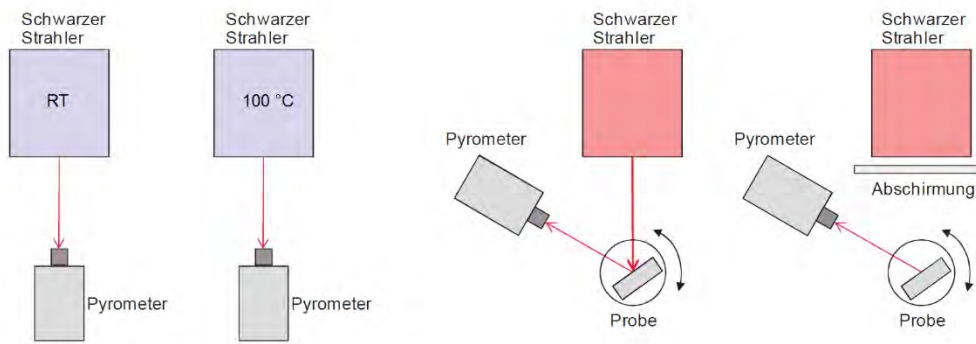 Schwarzer
Strahler
RT
Pyrometer
Schwarzer
Strahler
100 °C
Pyrometer
Schwarzer
Strahler
Pyrometer
Probe
Schwarzer
Strahler
Pyrometer
Abschirmung
Probe